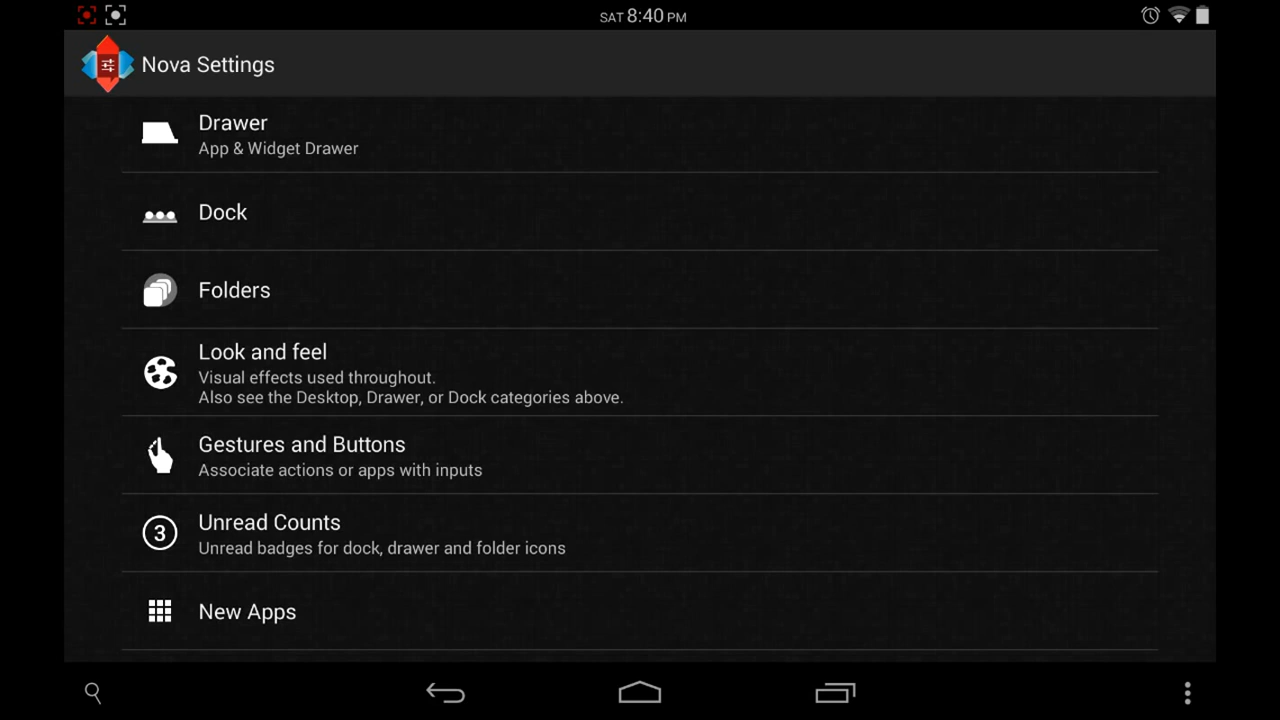 SAT 8:40 PM
Nova Settings
Drawer
App & Widget Drawer
Dock
Folders
Look and feel
Visual effects used throughout.
Also see the Desktop, Drawer, or Dock categories above.
Gestures and Buttons
Associate actions or apps with inputs
3
Unread Counts
Unread badges for dock, drawer and folder icons
New Apps